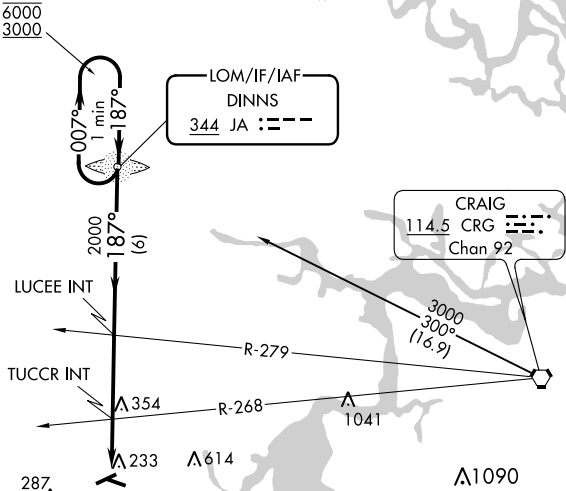 6000
3000
LOM/IF/IAF
DINNS
344 JA
007°
1 min
187°
CRAIG
114.5 CRG
Chan 92
2000
187°
(6)
LUCEE INT
3000
300°
(16.9)
R-279
TUCCR INT
354
R-268
1041
233
614
287
1090